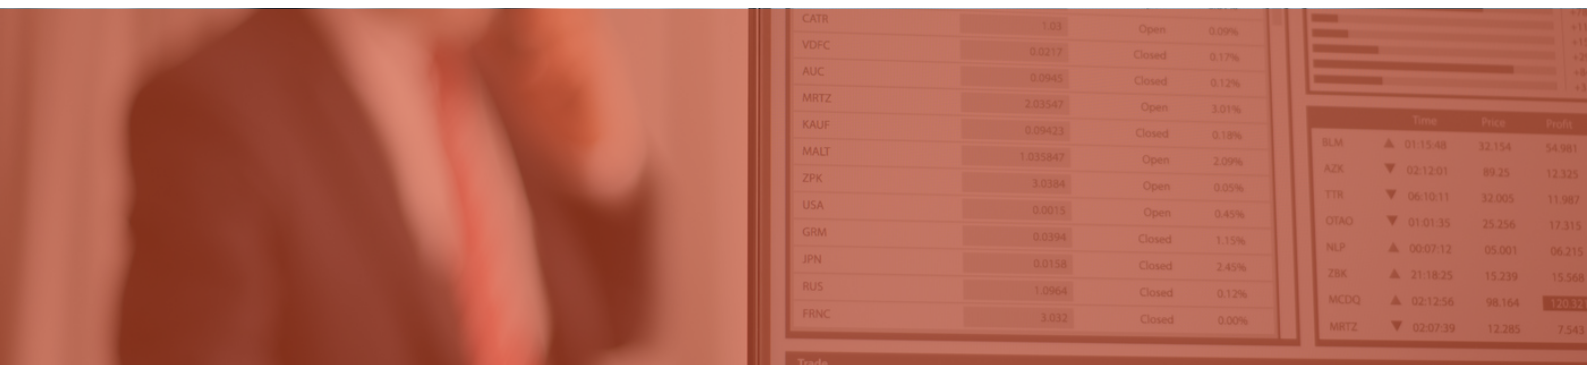 CATR 1.03 Open 0.09%
VDFC 0.0217 Closed 0.17%
AUC 0.0945 Closed 0.12%
MRTZ 2.03547 Open 3.01%
KAUF 0.09423 Closed 0.18%
MALT 1.035847 Open 2.09%
ZPK 3.0384 Open 0.05%
USA 0.0015 Open 0.45%
GRM 0.0394 Closed 1.15%
JPN 0.0158 Closed 2.45%
RUS 1.0964 Closed 0.12%
FRNC 3.032 Closed 0.00%
Trade
Time Price Profit
BLM ▲ 01:15:48 32.154 54.981
AZK ▼ 02:12:01 89.25 12.325
TTR ▼ 06:10:11 32.005 11.987
OTAO ▼ 01:01:35 25.256 17.315
NLP ▲ 00:07:12 05.001 06.215
ZBK ▲ 21:18:25 15.239 15.568
MCDQ ▲ 02:12:56 98.164 120.321
MRTZ ▼ 02:07:39 12.285 7.543